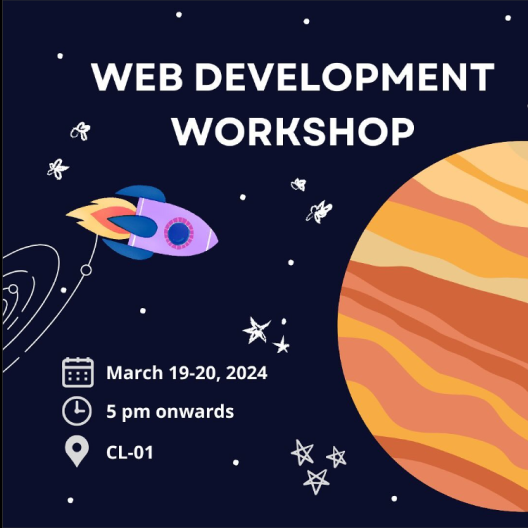 WEB DEVELOPMENT
WORKSHOP
March 19-20, 2024
5 pm onwards
CL-01